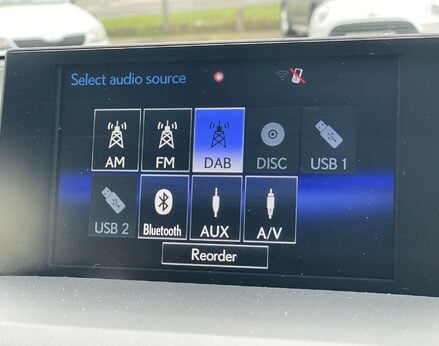 Select audio source
AM FM DAB DISC USB 1
USB 2 Bluetooth AUX A/V
Reorder